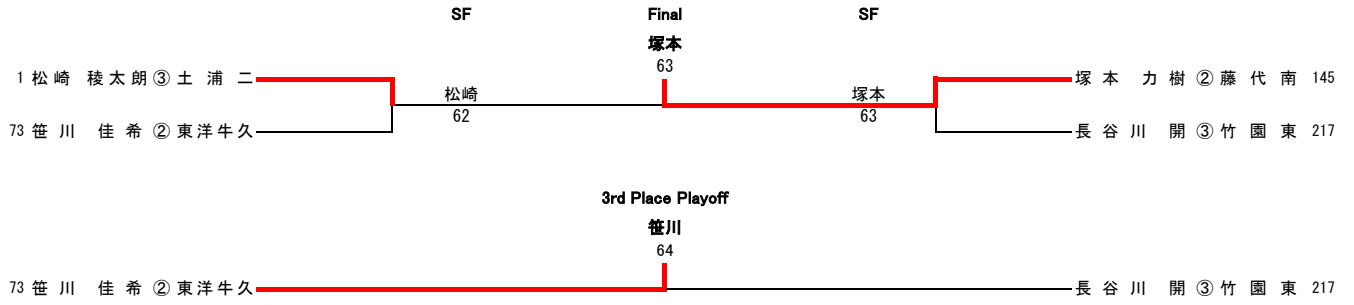 SF Final SF
塚本
63
1 松崎 稜太朗③土浦二
塚本 力樹②藤代南 145
松崎
62
塚本
63
73 笹川 佳希②東洋牛久
長谷川 開③竹園東 217
3rd Place Playoff
笹川
64
73 笹川 佳希②東洋牛久
長谷川 開③竹園東 217